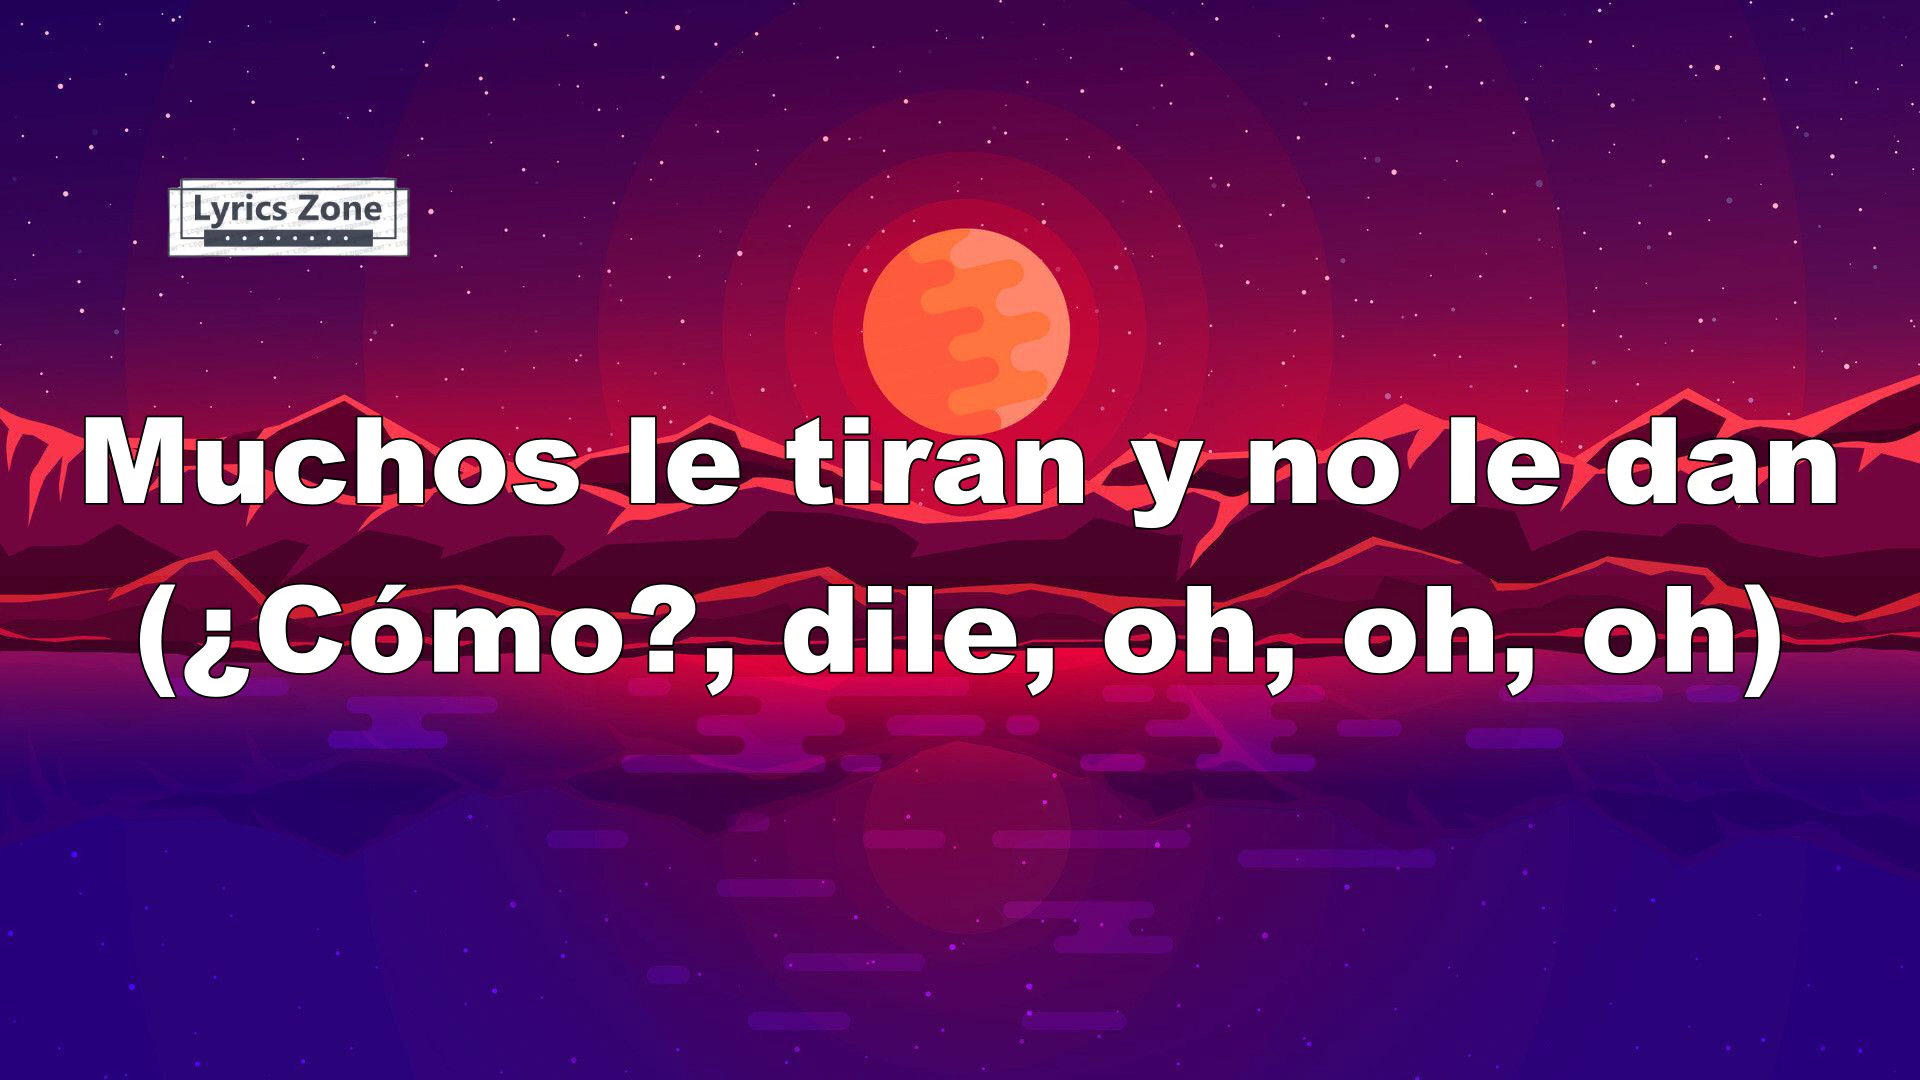 Lyrics Zone
Muchos le tiran y no le dan
(¿Cómo?, dile, oh, oh, oh)